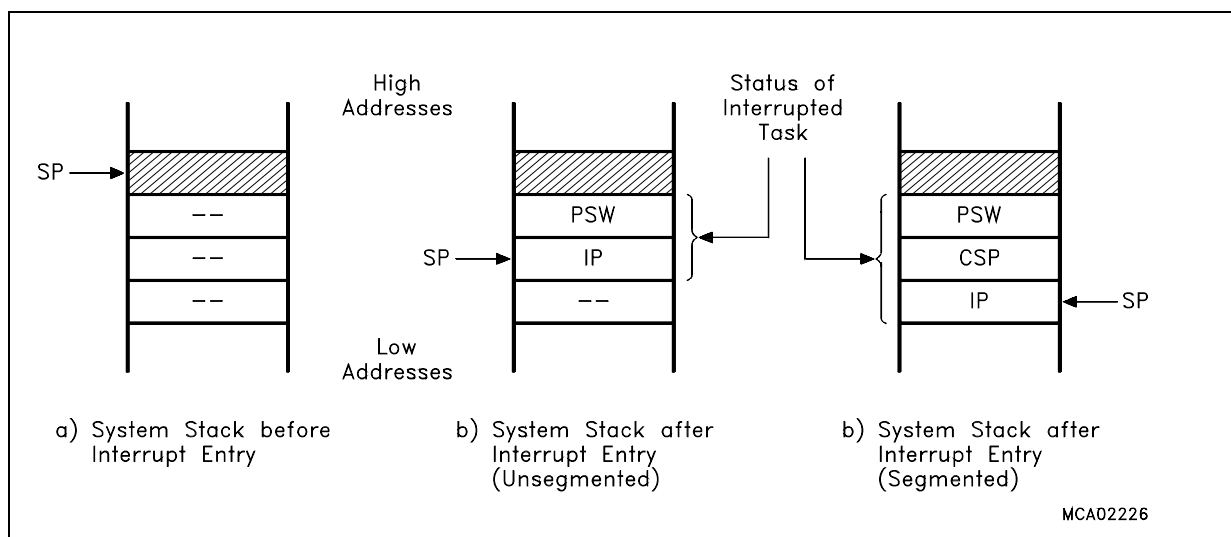 High
Addresses
Status of
Interrupted
Task
SP
--
--
--
PSW
IP
--
SP
PSW
CSP
IP
SP
Low
Addresses
a) System Stack before
Interrupt Entry
b) System Stack after
Interrupt Entry
(Unsegmented)
b) System Stack after
Interrupt Entry
(Segmented)
MCA02226